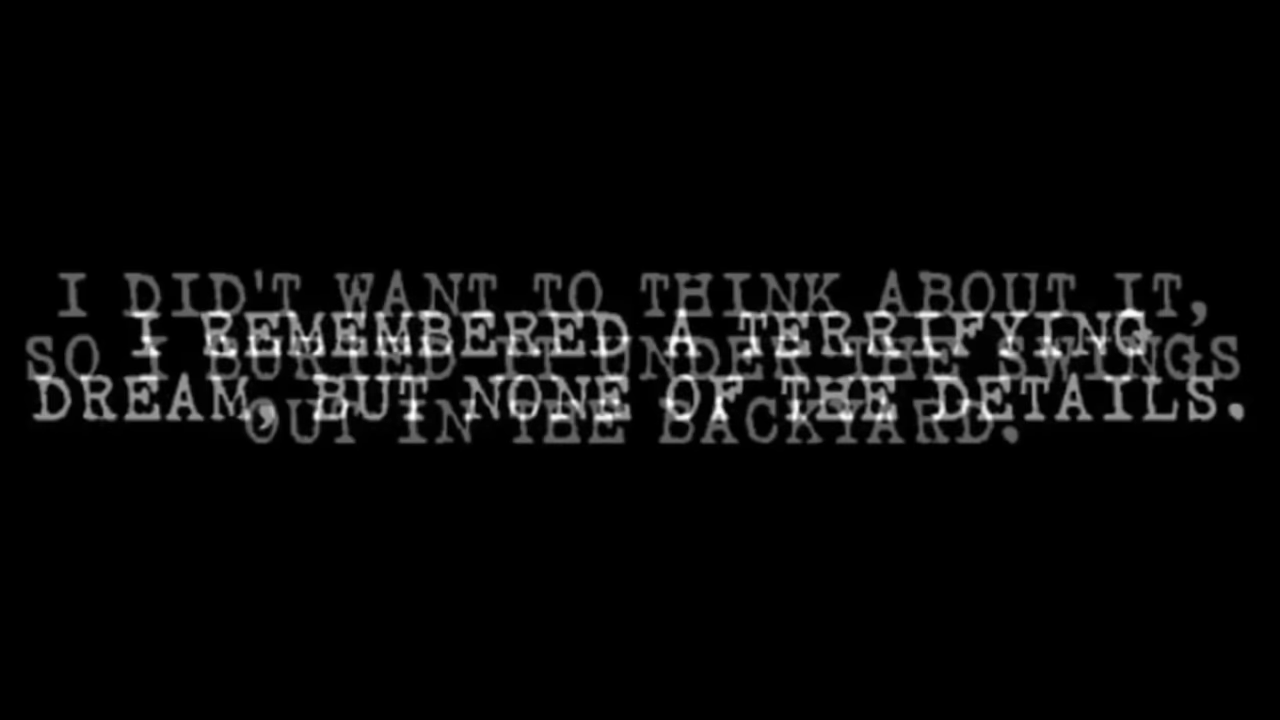 I DID'T WANT TO THINK ABOUT IT,
SO I BURIED IT UNDER THE SWINGS
OUT IN THE BACKYARD.
I REMEMBERED A TERRIFYING
DREAM, BUT NONE OF THE DETAILS.